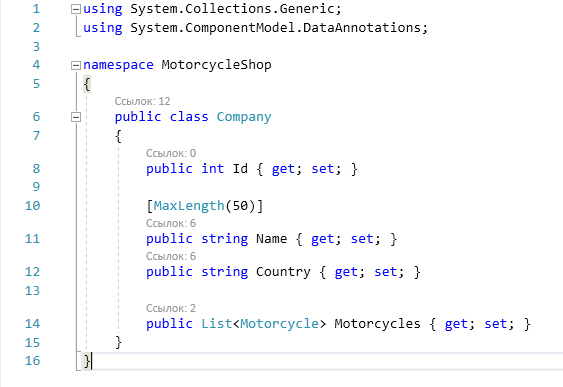 1 using System.Collections.Generic;
2 using System.ComponentModel.DataAnnotations;
3
4 namespace MotorcycleShop
5 {
Ссылок: 12
6 public class Company
7 {
Ссылок: 0
8 public int Id { get; set; }
9
10 [MaxLength(50)]
Ссылок: 6
11 public string Name { get; set; }
Ссылок: 6
12 public string Country { get; set; }
13
Ссылок: 2
14 public List<Motorcycle> Motorcycles { get; set; }
15 }
16 }